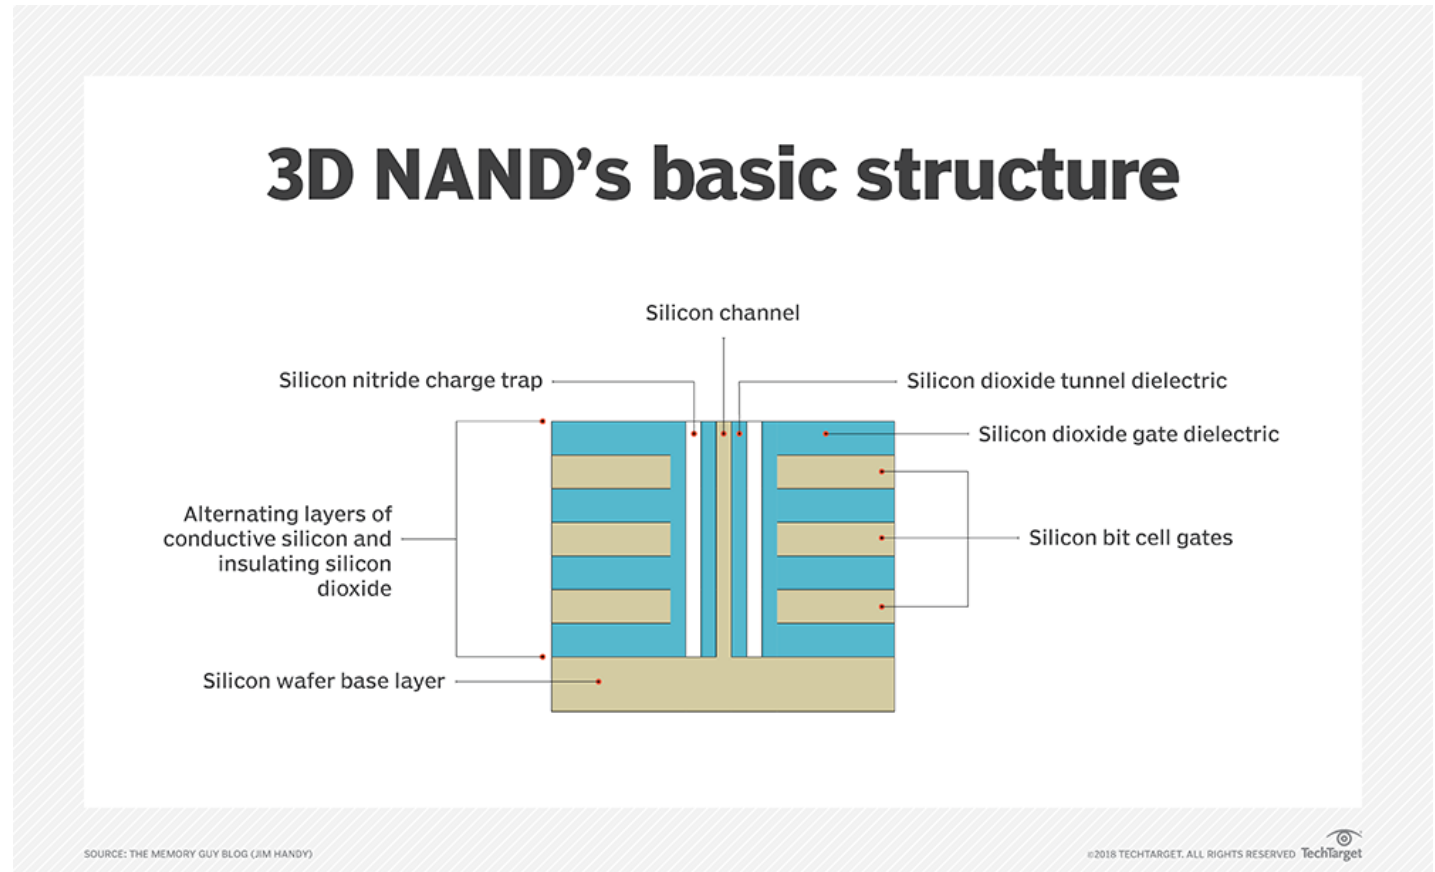 3D NAND's basic structure
Silicon channel
Silicon nitride charge trap
Silicon dioxide tunnel dielectric
Silicon dioxide gate dielectric
Alternating layers of
conductive silicon and
insulating silicon
dioxide
Silicon bit cell gates
Silicon wafer base layer
SOURCE: THE MEMORY GUY BLOG (JIM HANDY)
©2018 TECHTARGET. ALL RIGHTS RESERVED TechTarget